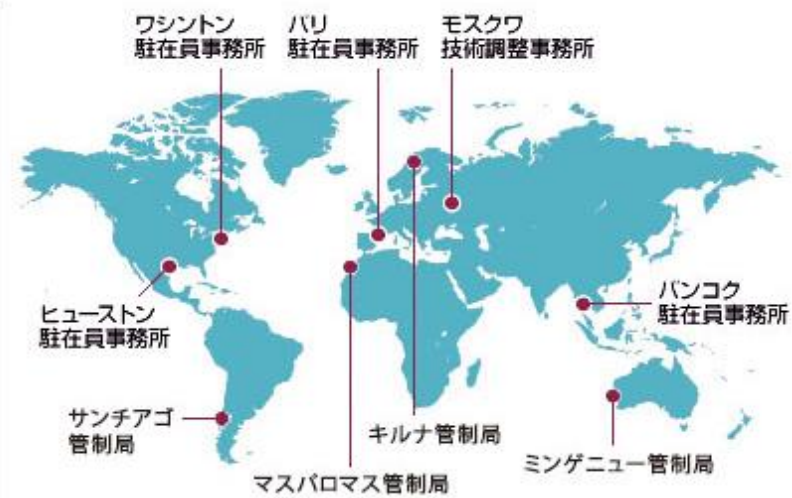 ワシントン
駐在員事務所
パリ
駐在員事務所
モスクワ
技術調整事務所
ヒューストン
駐在員事務所
バンコク
駐在員事務所
サンチアゴ
管制局
キルナ管制局
マスパロマス管制局
ミンゲニュー管制局